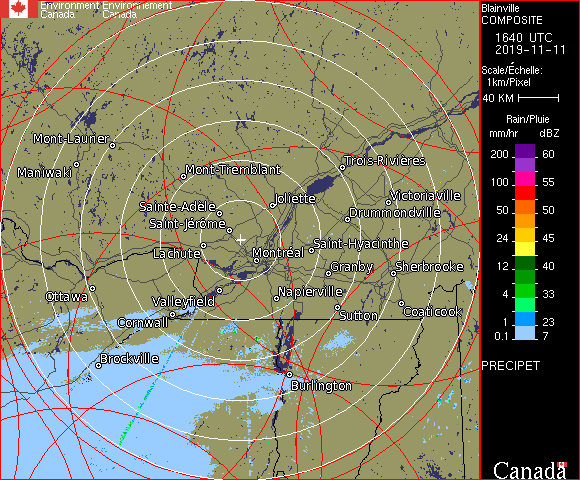 Environment Environnement
Canada Canada
Blainville
COMPOSITE
1640 UTC
2019-11-11
Scale/Échelle:
1km/Pixel
40 KM
Rain/Pluie
mm/hr dBZ
200 60
100 55
50 50
24 45
12 40
4 33
1 23
0.1 7
PRECIPET
Canada
Mont-Laurier
Maniwaki
Mont-Tremblant
Trois-Rivières
Joliette
Victoriaville
Sainte-Adèle
Drummondville
Saint-Jérôme
Lachute
Montréal
Saint-Hyacinthe
Granby
Sherbrooke
Ottawa
Valleyfield
Napierville
Cornwall
Sutton
Coaticook
Brockville
Burlington